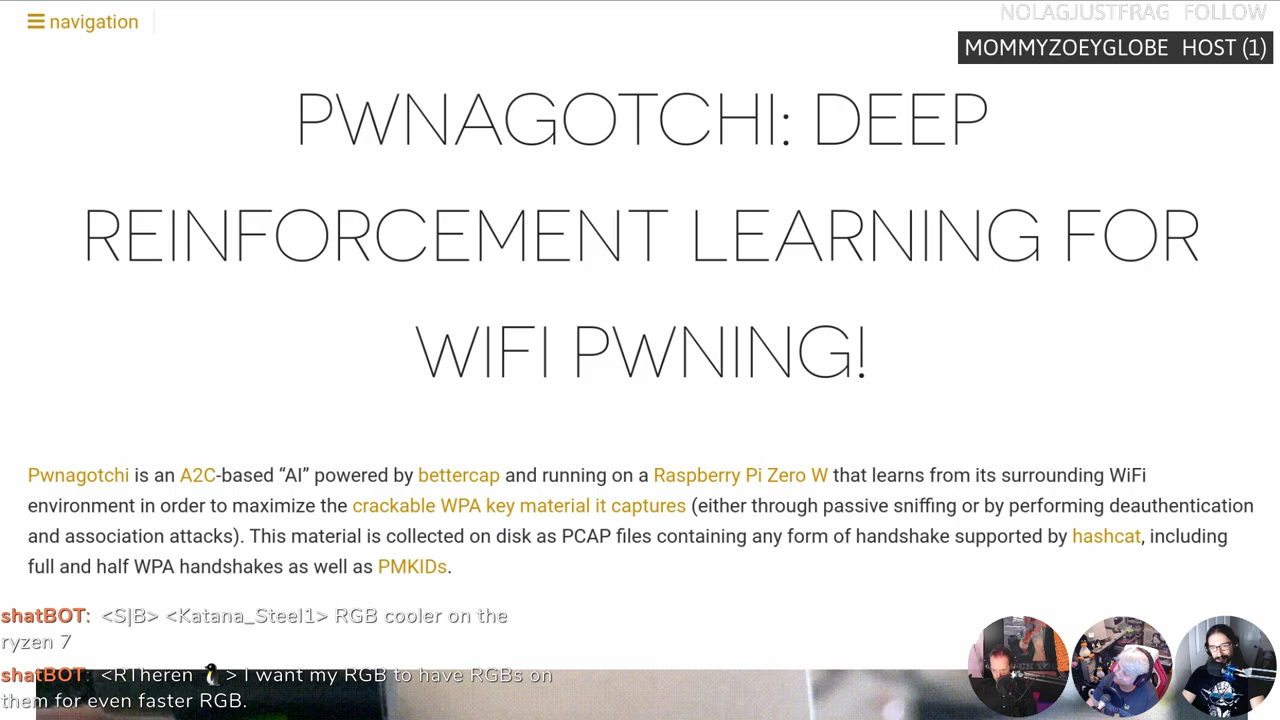 NOLAGJUSTFRAG FOLLOW
navigation
MOMMYZOEYGLOBE HOST (1)
PWNAGOTCHI: DEEP
REINFORCEMENT LEARNING FOR
WIFI PWNING!
Pwnagotchi is an A2C-based “AI” powered by bettercap and running on a Raspberry Pi Zero W that learns from its surrounding WiFi
environment in order to maximize the crackable WPA key material it captures (either through passive sniffing or by performing deauthentication
and association attacks). This material is collected on disk as PCAP files containing any form of handshake supported by hashcat, including
full and half WPA handshakes as well as PMKIDs.
shatBOT: <S|B> <Katana_Steel1> RGB cooler on the
ryzen 7
shatBOT: <RTheren 🐧 > I want my RGB to have RGBs on
them for even faster RGB.